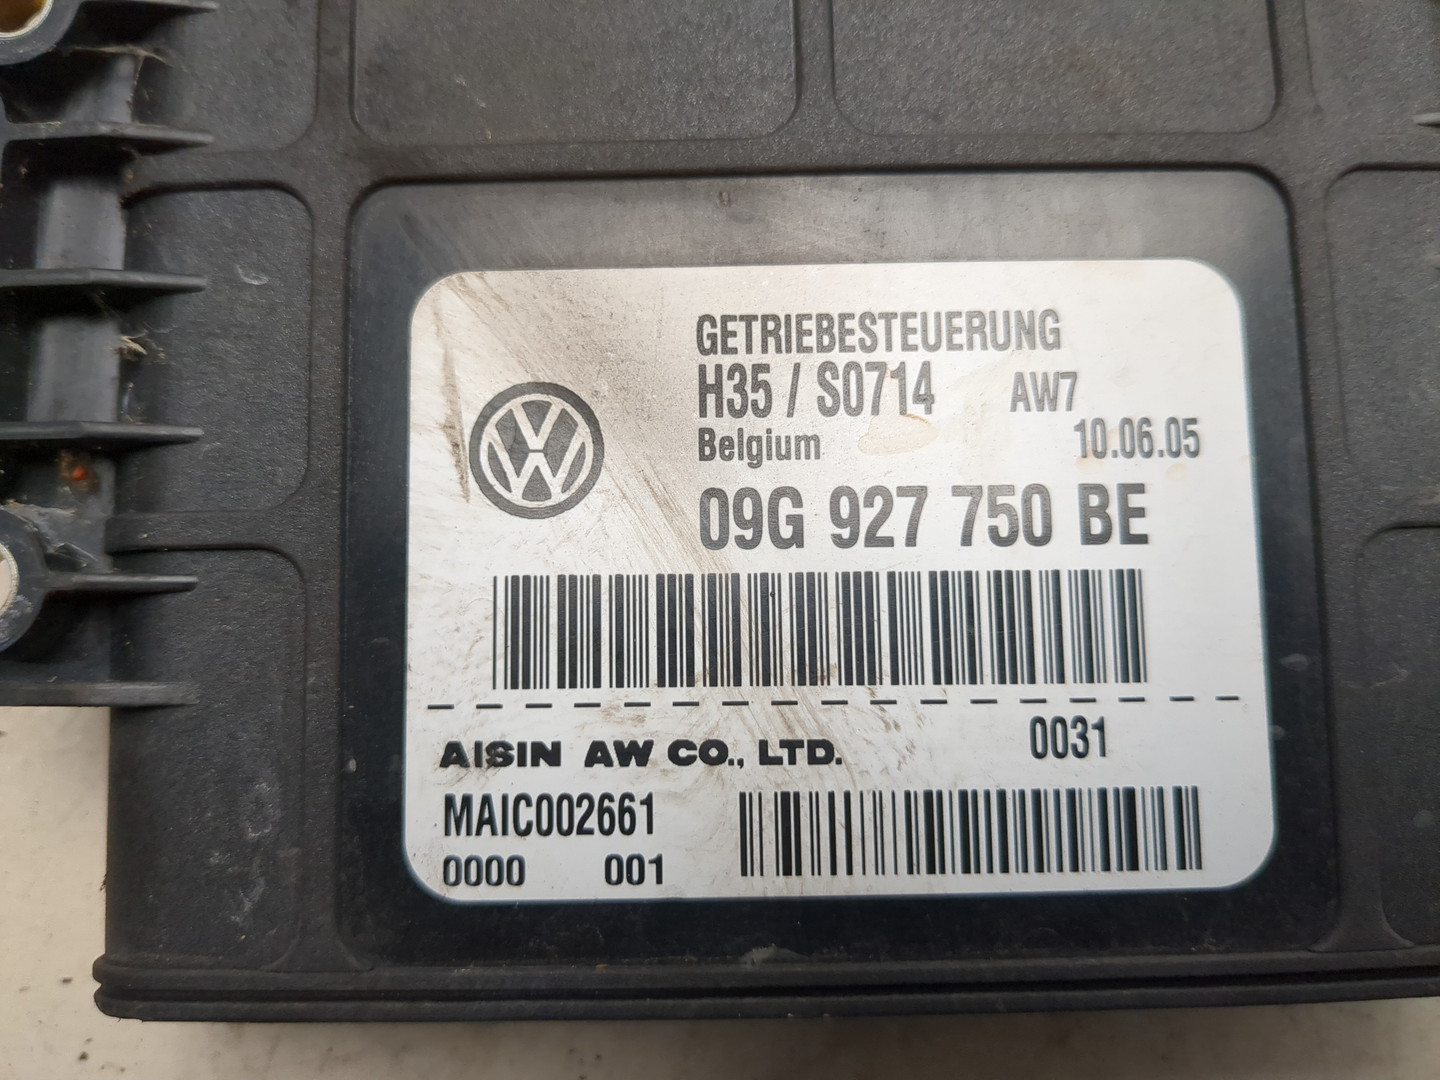 GETRIEBESTEUERUNG
H35 / S0714 AW7
Belgium 10.06.05
09G 927 750 BE
AISIN AW CO., LTD. 0031
MAIC002661
0000 001